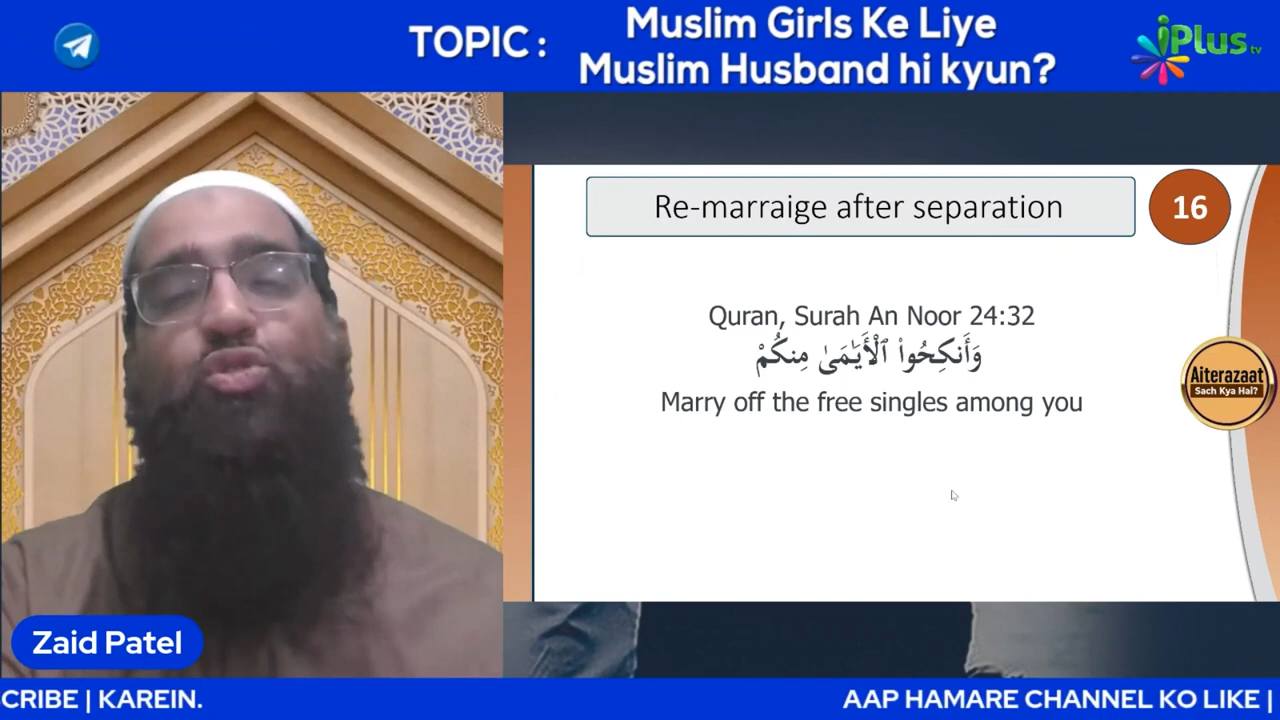 TOPIC :
Muslim Girls Ke Liye
Muslim Husband hi kyun?
iPlus tv
Re-marraige after separation
16
Quran, Surah An Noor 24:32
وَأَنكِحُوا۟ ٱلْأَيَـٰمَىٰ مِنكُمْ
Marry off the free singles among you
Aiterazaat
Sach Kya Hai?
Zaid Patel
CRIBE | KAREIN.
AAP HAMARE CHANNEL KO LIKE |